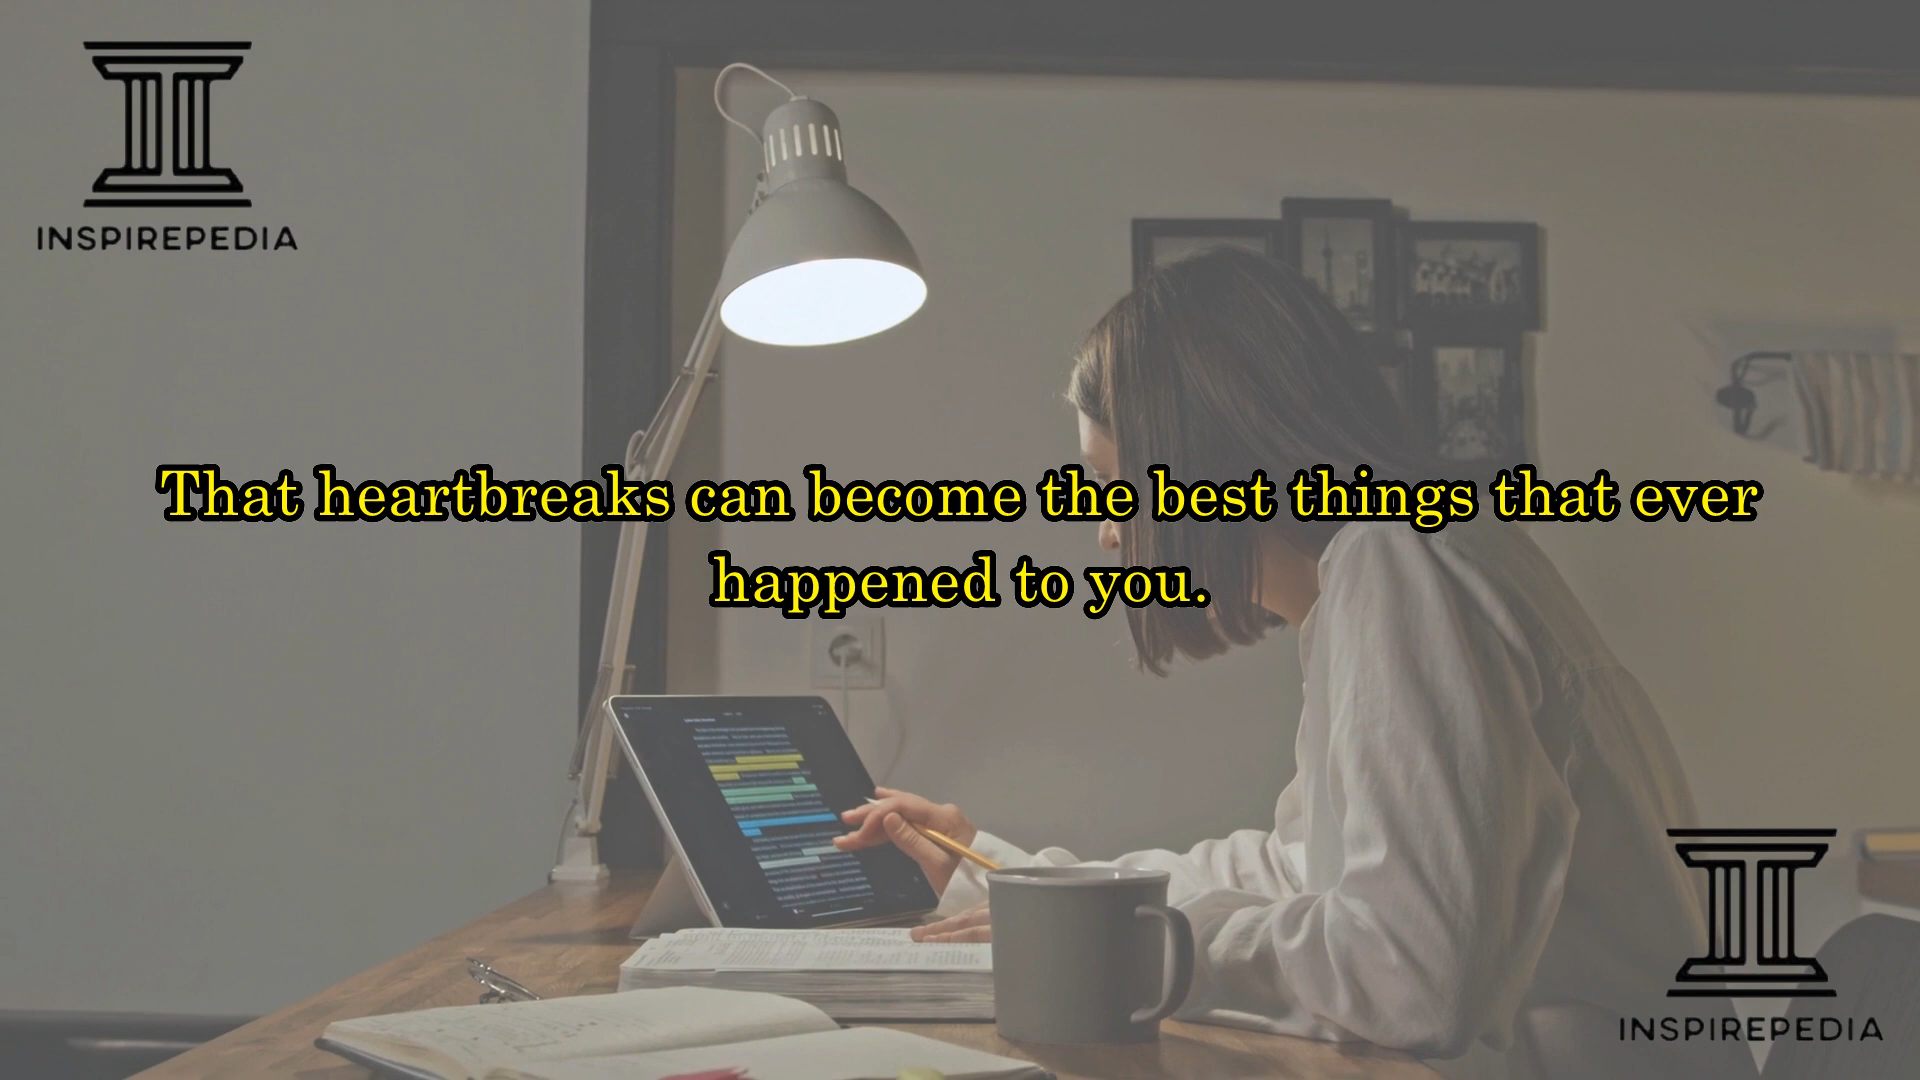 INSPIREPEDIA
That heartbreaks can become the best things that ever
happened to you.
INSPIREPEDIA